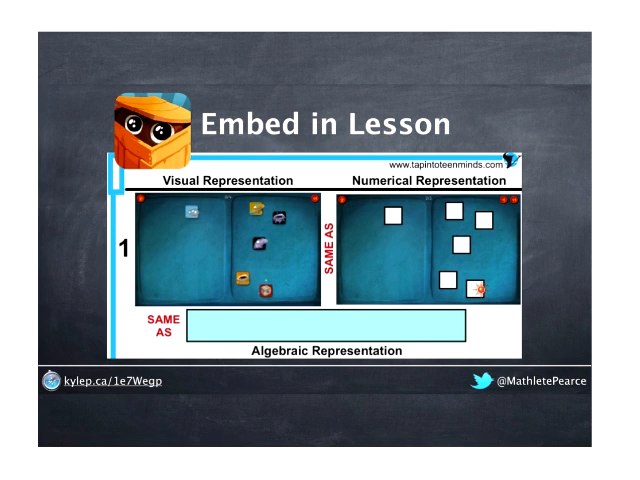 Embed in Lesson
www.tapintoteenminds.com
Visual Representation
Numerical Representation
1
SAME AS
SAME
AS
Algebraic Representation
kylep.ca/1e7Wegp
@MathletePearce